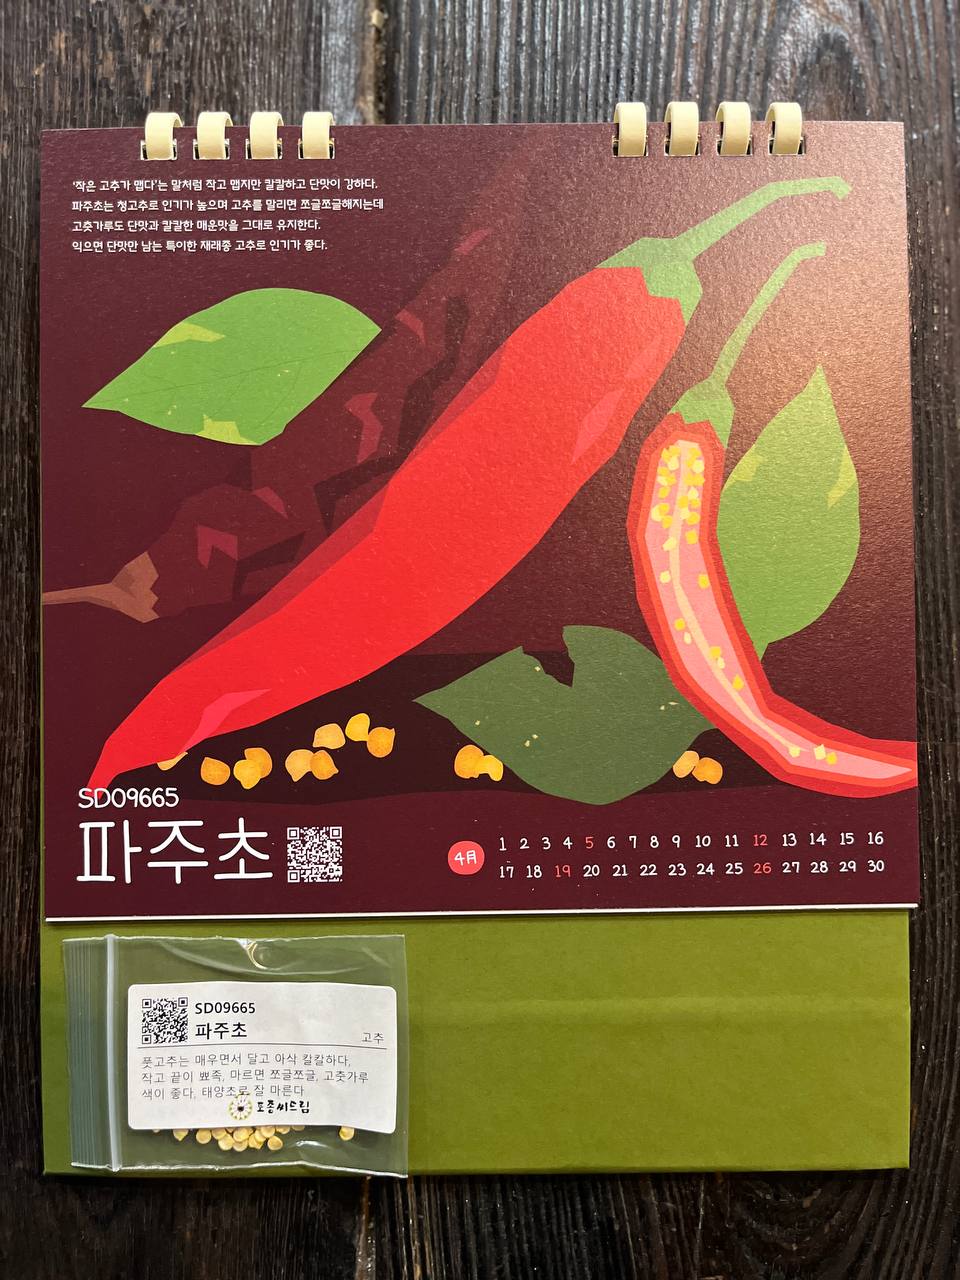 '작은 고추가 맵다'는 말처럼 작고 맵지만 칼칼하고 단맛이 강하다.
파주초는 청고추로 인기가 높으며 고추를 말리면 쪼글쪼글해지는데
고춧가루도 단맛과 칼칼한 매운맛을 그대로 유지한다.
익으면 단맛만 남는 특이한 재래종 고추로 인기가 좋다.
SD09665
파주초
4月
1 2 3 4 5 6 7 8 9 10 11 12 13 14 15 16
17 18 19 20 21 22 23 24 25 26 27 28 29 30
SD09665
파주초
고추
풋고추는 매우면서 달고 아삭 칼칼하다,
작고 끝이 뾰족, 마르면 쪼글쪼글, 고춧가루
색이 좋다, 태양초로 잘 마른다
토종씨드림